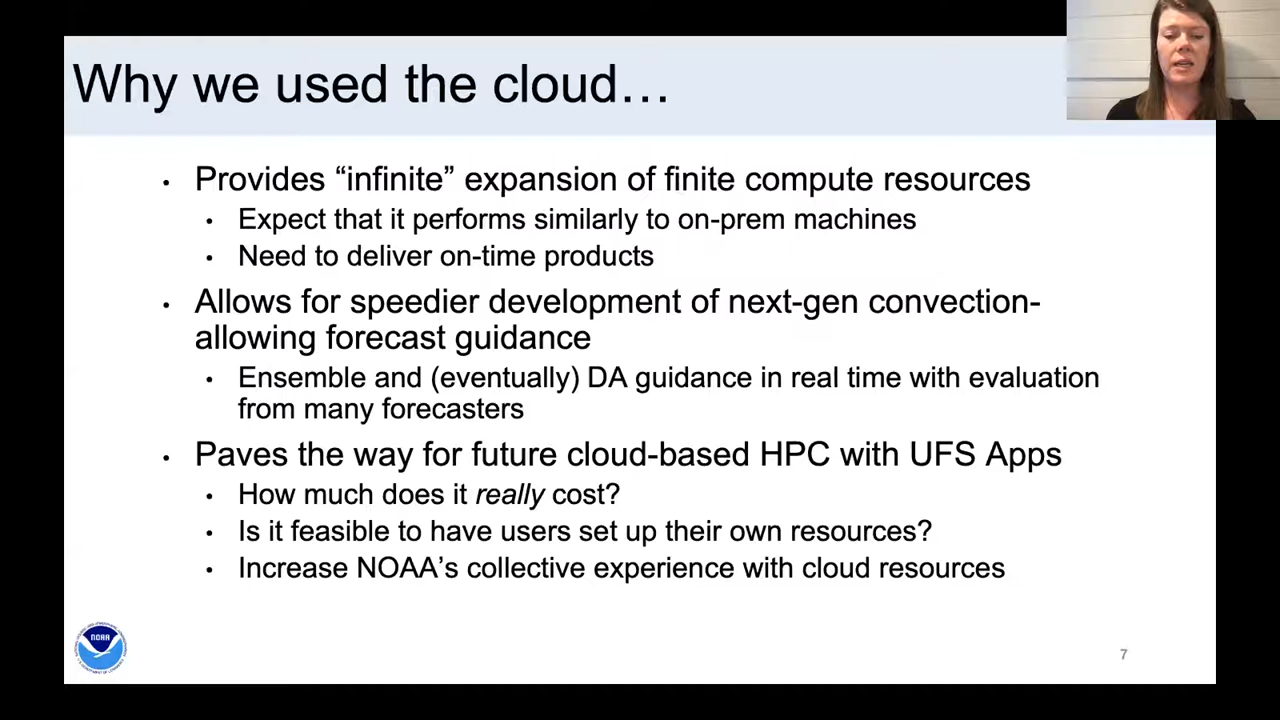 Why we used the cloud…
• Provides “infinite” expansion of finite compute resources
• Expect that it performs similarly to on-prem machines
• Need to deliver on-time products
• Allows for speedier development of next-gen convection-
allowing forecast guidance
• Ensemble and (eventually) DA guidance in real time with evaluation
from many forecasters
• Paves the way for future cloud-based HPC with UFS Apps
• How much does it really cost?
• Is it feasible to have users set up their own resources?
• Increase NOAA’s collective experience with cloud resources
NOAA
7